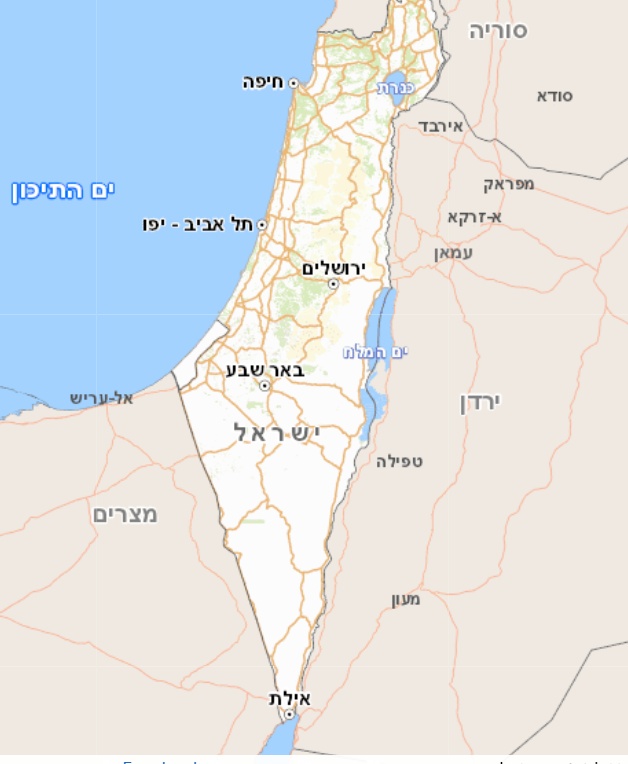 סוריה
חיפה
כנרת
סודא
אירבד
מפראק
ים התיכון
א-זרקא
תל אביב - יפו
עמאן
ירושלים
ים המלח
באר שבע
אל-עריש
ירדן
ישראל
טפילה
מצרים
מעון
אילת